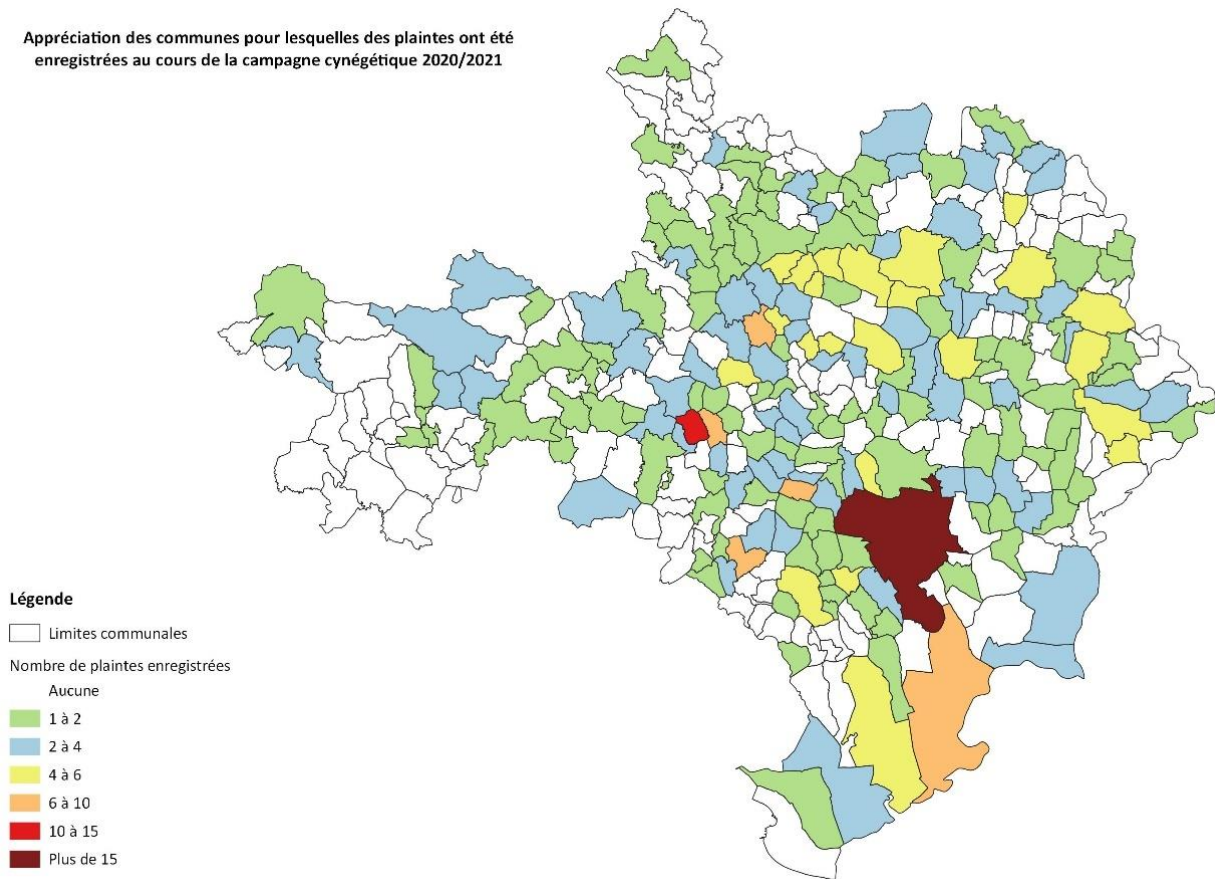 Appréciation des communes pour lesquelles des plaintes ont été
enregistrées au cours de la campagne cynégétique 2020/2021
Légende
Limites communales
Nombre de plaintes enregistrées
Aucune
1 à 2
2 à 4
4 à 6
6 à 10
10 à 15
Plus de 15